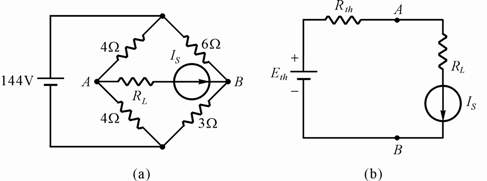 4Ω
6Ω
I_S
144V
A
B
R_L
4Ω
3Ω
(a)
R_th
A
+
E_th
−
R_L
I_S
B
(b)